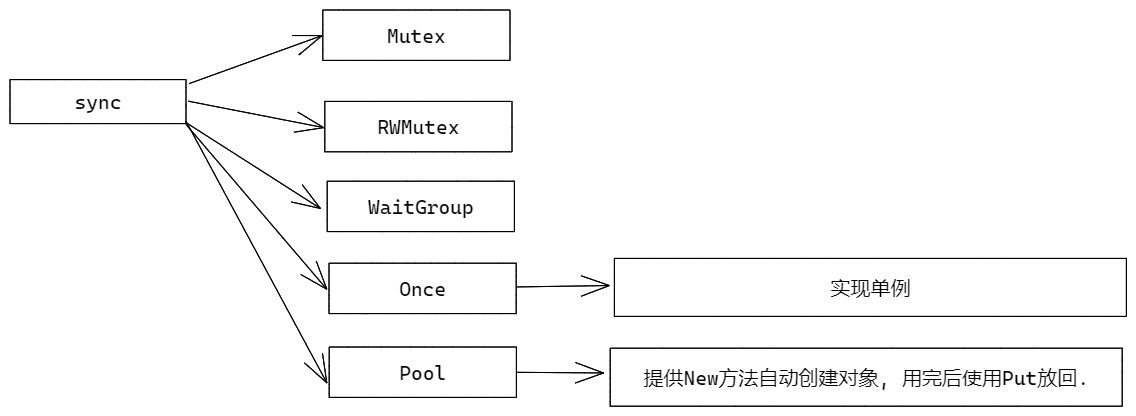 Mutex
sync
RWMutex
WaitGroup
Once
实现单例
Pool
提供New方法自动创建对象, 用完后使用Put放回.